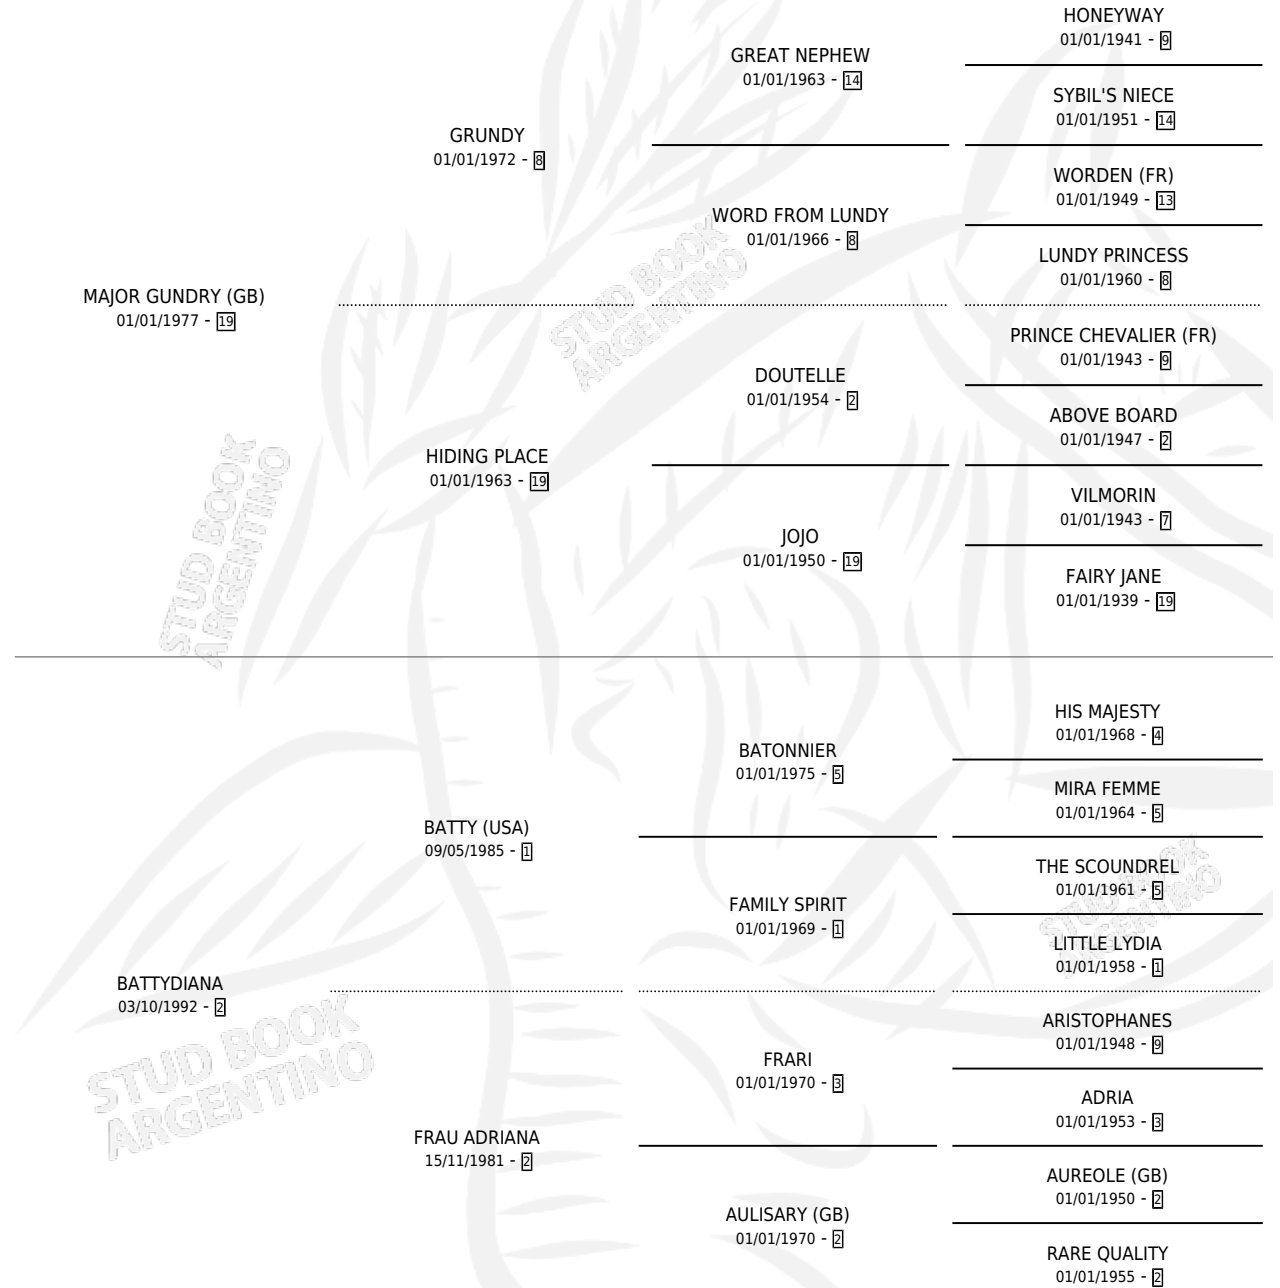 HONEYWAY
01/01/1941 - 9
GREAT NEPHEW
01/01/1963 - 14
SYBIL'S NIECE
01/01/1951 - 14
GRUNDY
01/01/1972 - 8
WORDEN (FR)
01/01/1949 - 13
WORD FROM LUNDY
01/01/1966 - 8
LUNDY PRINCESS
01/01/1960 - 8
MAJOR GUNDRY (GB)
01/01/1977 - 19
STUD BOOK
ARGENTINO
PRINCE CHEVALIER (FR)
01/01/1943 - 9
DOUTELLE
01/01/1954 - 2
ABOVE BOARD
01/01/1947 - 2
HIDING PLACE
01/01/1963 - 19
VILMORIN
01/01/1943 - 7
JOJO
01/01/1950 - 19
FAIRY JANE
01/01/1939 - 19
STUD BOOK
ARGENTINO
HIS MAJESTY
01/01/1968 - 4
BATONNIER
01/01/1975 - 5
MIRA FEMME
01/01/1964 - 5
BATTY (USA)
09/05/1985 - 1
THE SCOUNDREL
01/01/1961 - 5
FAMILY SPIRIT
01/01/1969 - 1
STUD BOOK
ARGENTINO
LITTLE LYDIA
01/01/1958 - 1
BATTYDIANA
03/10/1992 - 2
STUD BOOK
ARGENTINO
ARISTOPHANES
01/01/1948 - 9
FRARI
01/01/1970 - 3
ADRIA
01/01/1953 - 3
FRAU ADRIANA
15/11/1981 - 2
AUREOLE (GB)
01/01/1950 - 2
AULISARY (GB)
01/01/1970 - 2
RARE QUALITY
01/01/1955 - 2